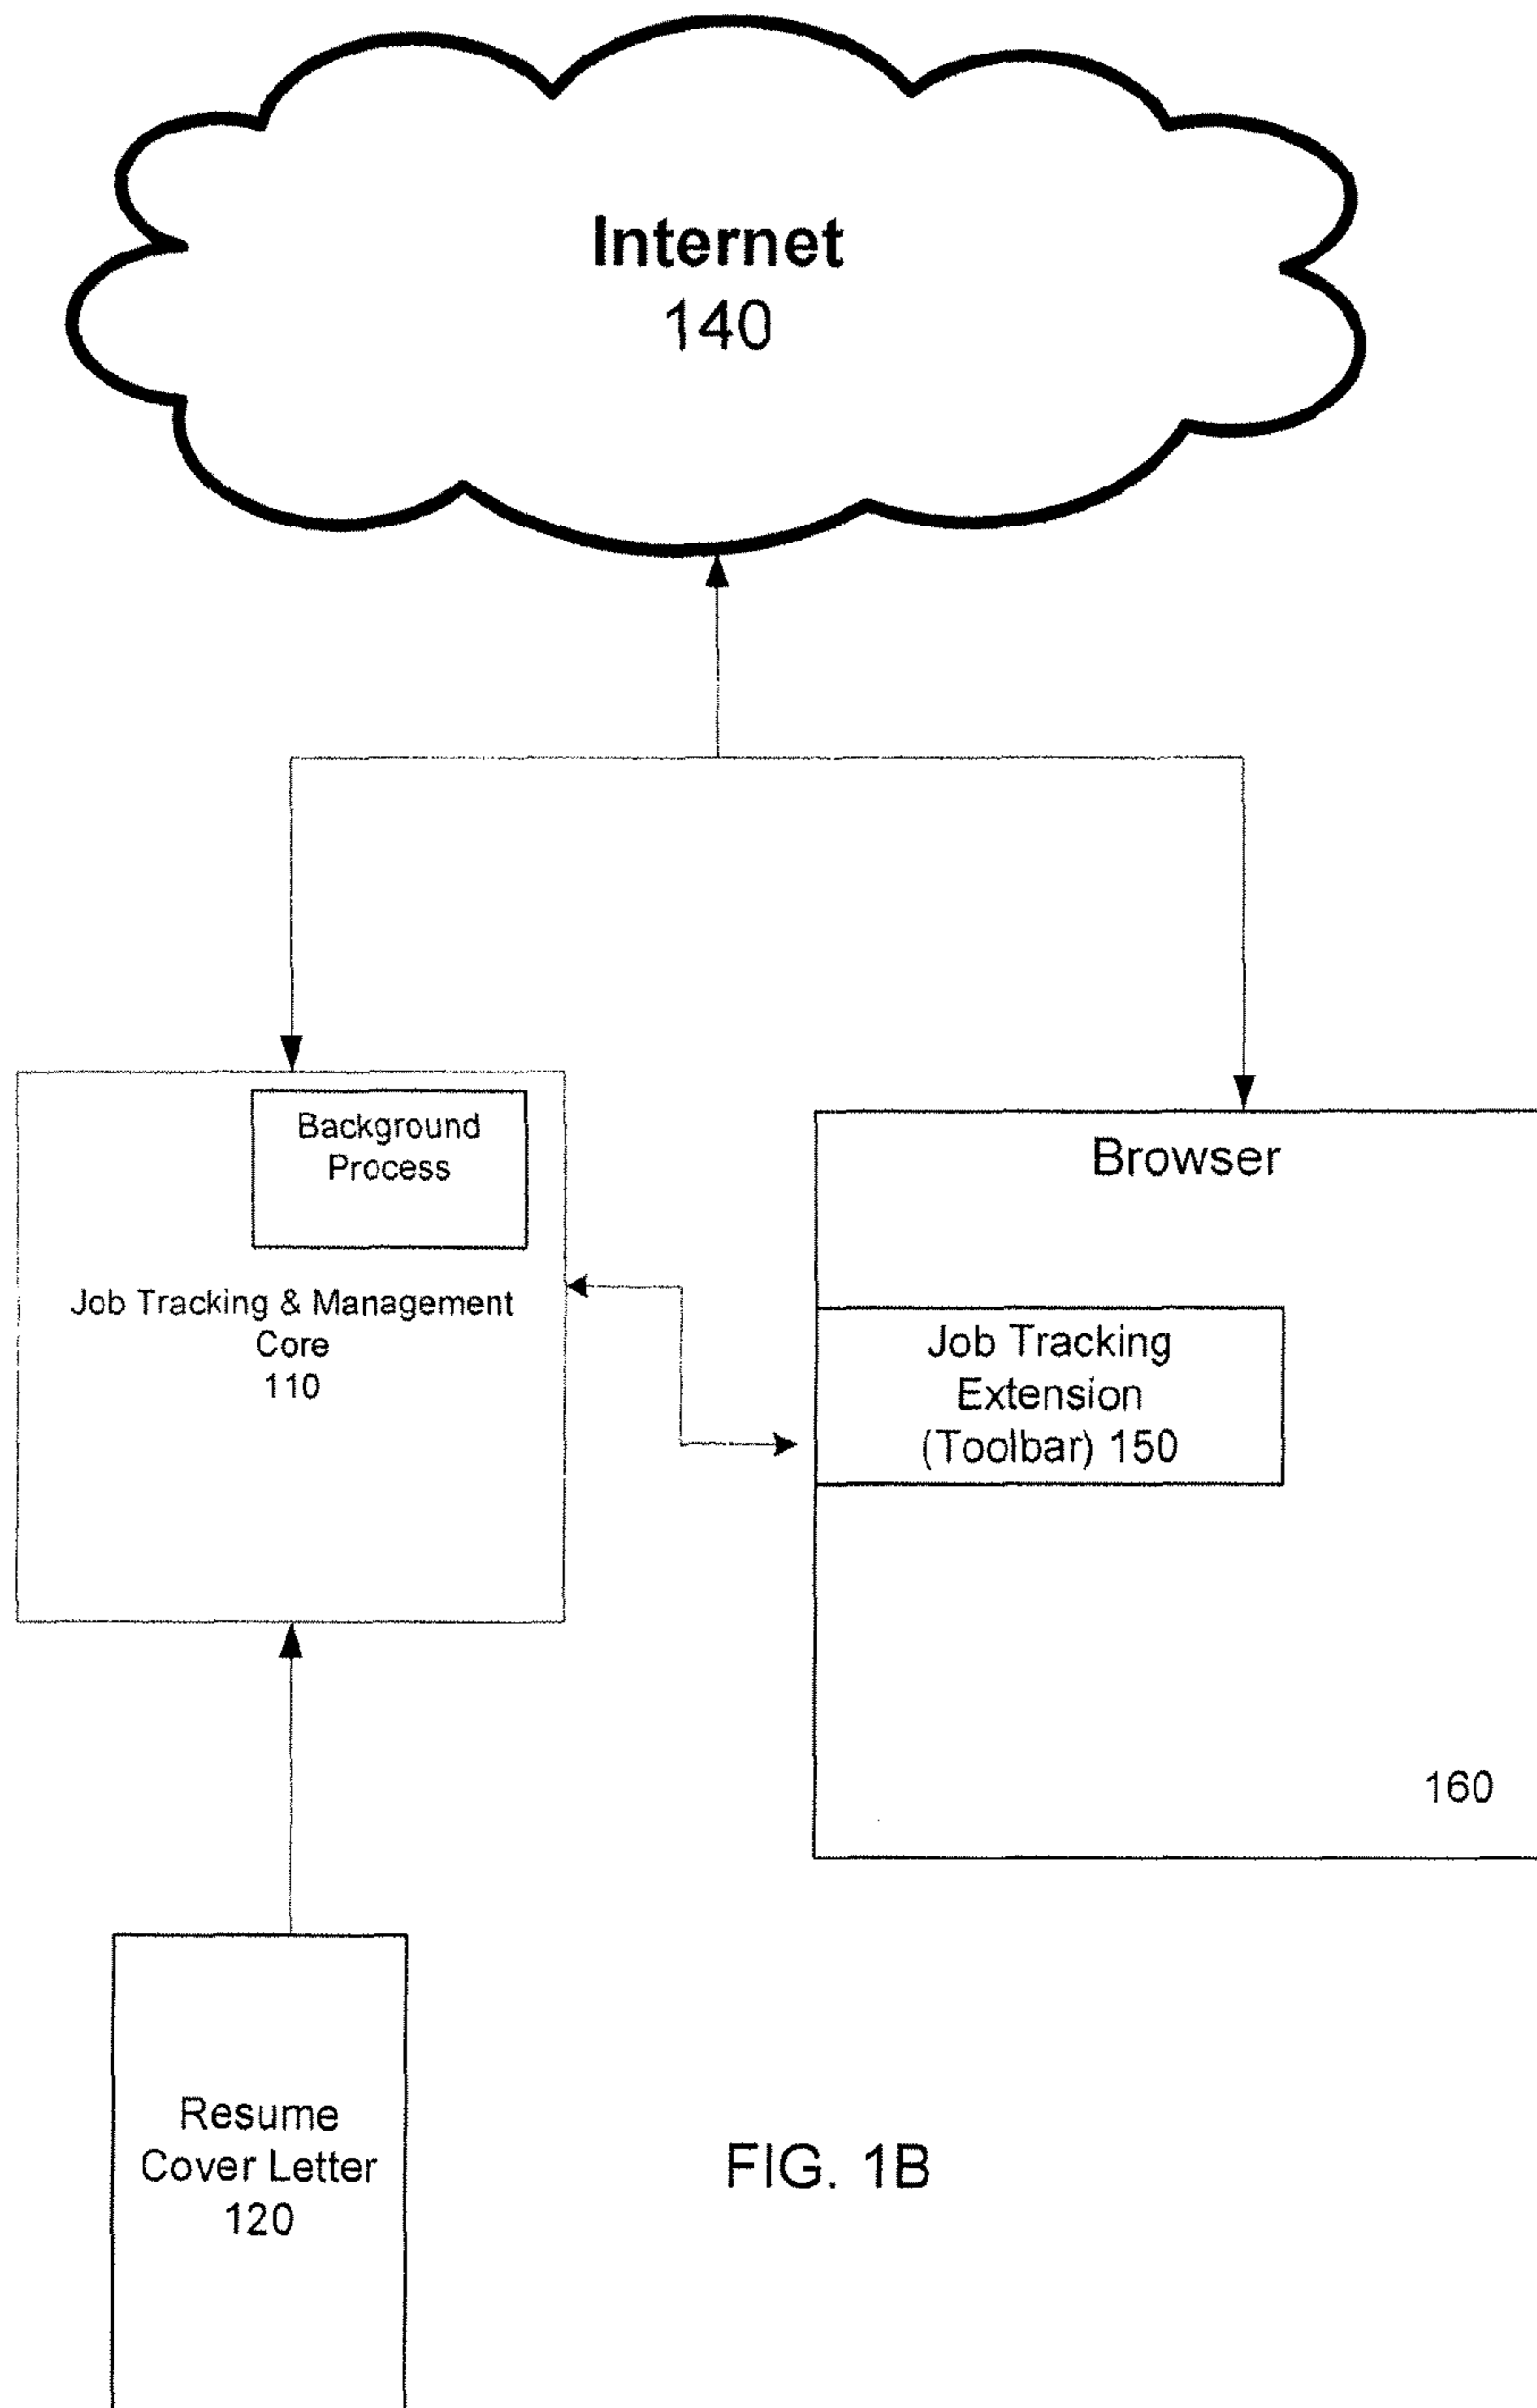 Internet
140
Background
Process
Job Tracking & Management
Core
110
Browser
Job Tracking
Extension
(Toolbar) 150
160
Resume
Cover Letter
120
FIG. 1B